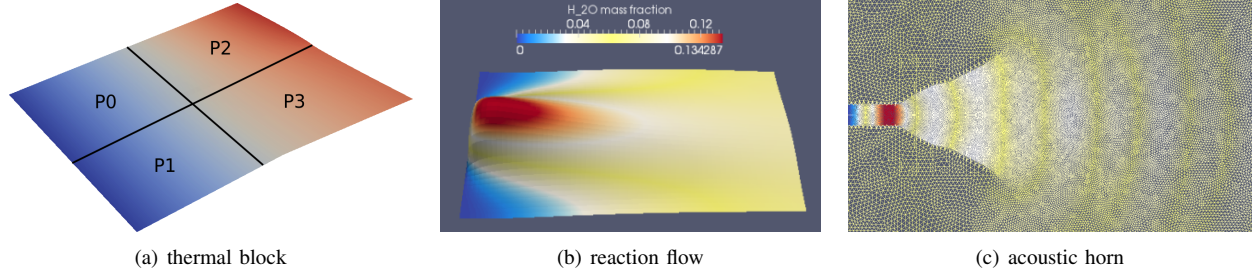 P2
P0
P3
P1
H_2O mass fraction
0.04 0.08 0.12
0 0.134287
(a) thermal block
(b) reaction flow
(c) acoustic horn